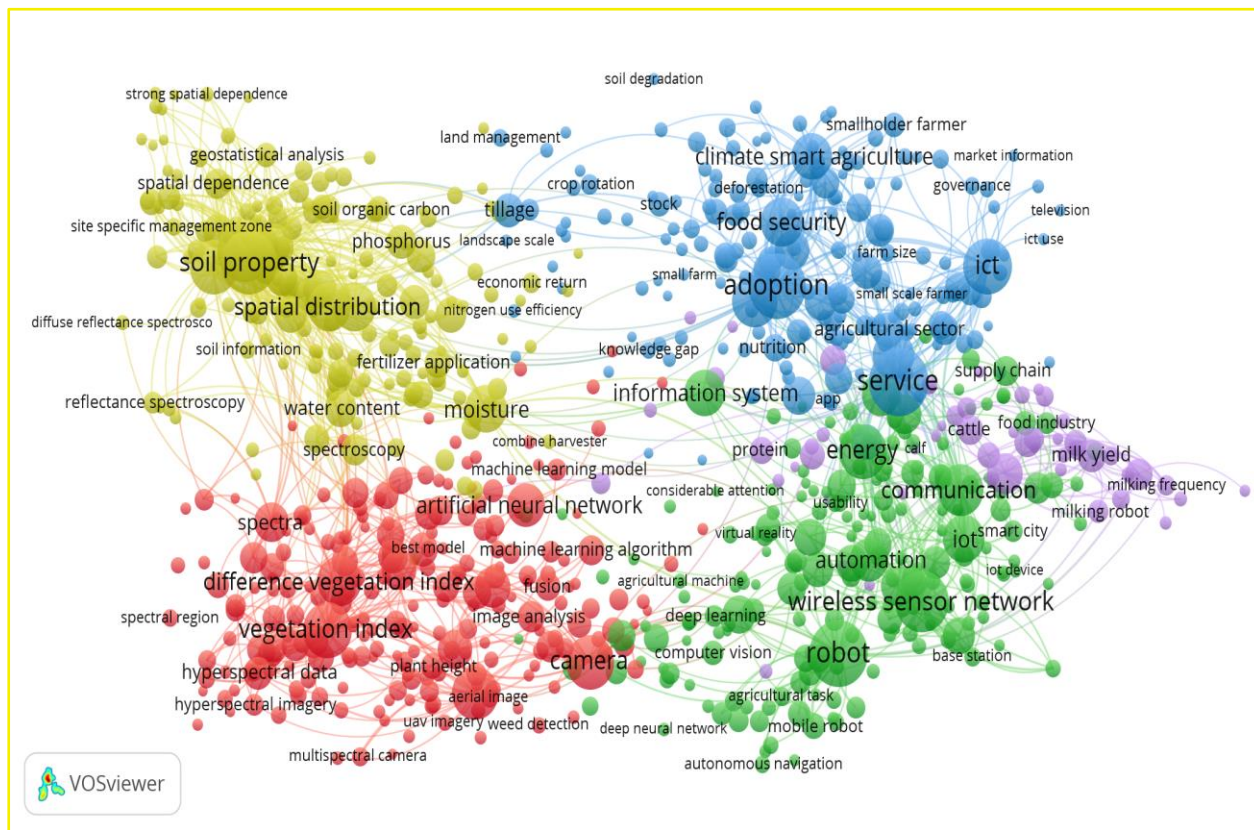 soil degradation
strong spatial dependence
smallholder farmer
land management
geostatistical analysis
climate smart agriculture
market information
spatial dependence
crop rotation
deforestation
governance
soil organic carbon
tillage
stock
television
site specific management zone
food security
phosphorus
landscape scale
ict use
farm size
soil property
ict
small farm
economic return
adoption
small scale farmer
spatial distribution
nitrogen use efficiency
diffuse reflectance spectrosco
agricultural sector
soil information
knowledge gap
nutrition
fertilizer application
supply chain
service
information system
app
reflectance spectroscopy
water content
moisture
food industry
cattle
combine harvester
spectroscopy
protein
energy
calf
milk yield
machine learning model
milking frequency
considerable attention
communication
usability
artificial neural network
milking robot
spectra
virtual reality
smart city
iot
best model
machine learning algorithm
automation
iot device
difference vegetation index
fusion
agricultural machine
wireless sensor network
spectral region
image analysis
deep learning
vegetation index
computer vision
robot
base station
camera
plant height
hyperspectral data
aerial image
agricultural task
hyperspectral imagery
uav imagery
weed detection
deep neural network
mobile robot
multispectral camera
autonomous navigation
VOSviewer